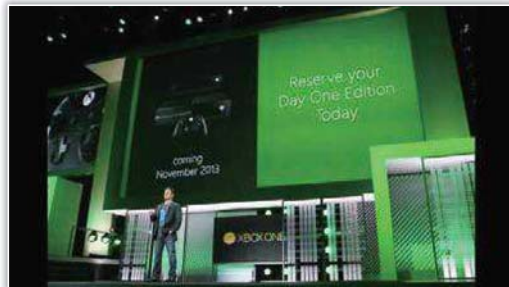 Reserve your
Day One Edition
Today
coming
November 2013
XBOX ONE